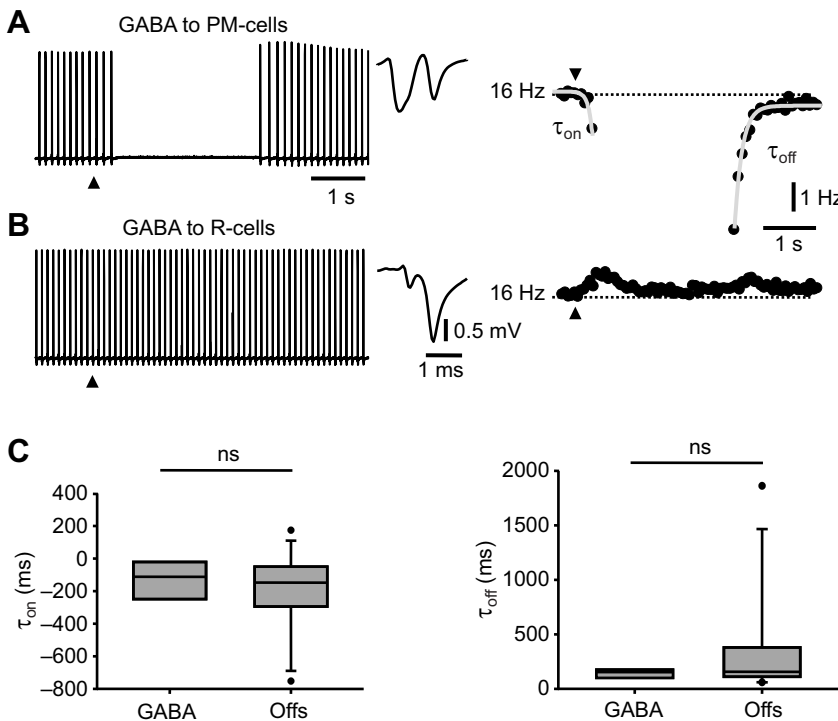 A
GABA to PM-cells
1 s
16 Hz
τon
τoff
1 Hz
1 s
B
GABA to R-cells
0.5 mV
1 ms
16 Hz
C
ns
τon (ms)
400
200
0
–200
–400
–600
–800
GABA
Offs
ns
τoff (ms)
2000
1500
1000
500
0
GABA
Offs